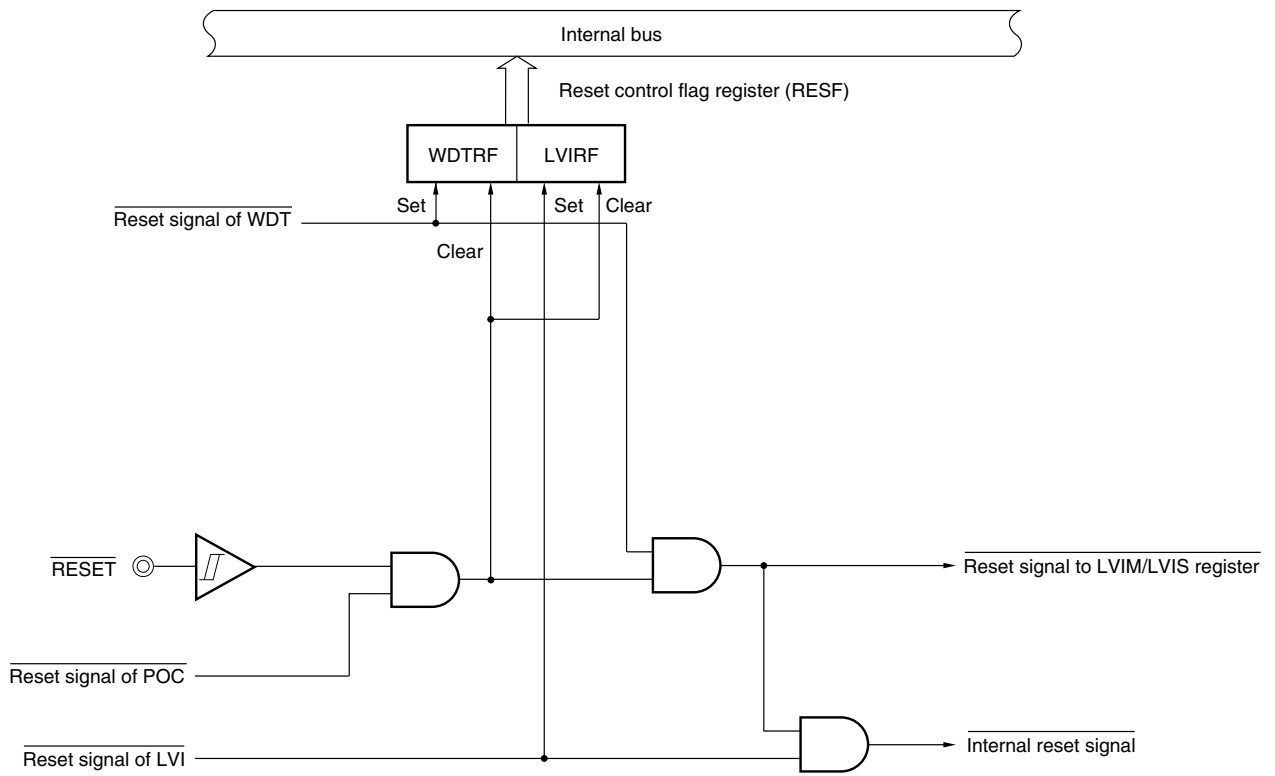 Internal bus
Reset control flag register (RESF)
WDTRF
LVIRF
Set
Set
Clear
Reset signal of WDT
Clear
RESET
Reset signal to LVIM/LVIS register
Reset signal of POC
Internal reset signal
Reset signal of LVI